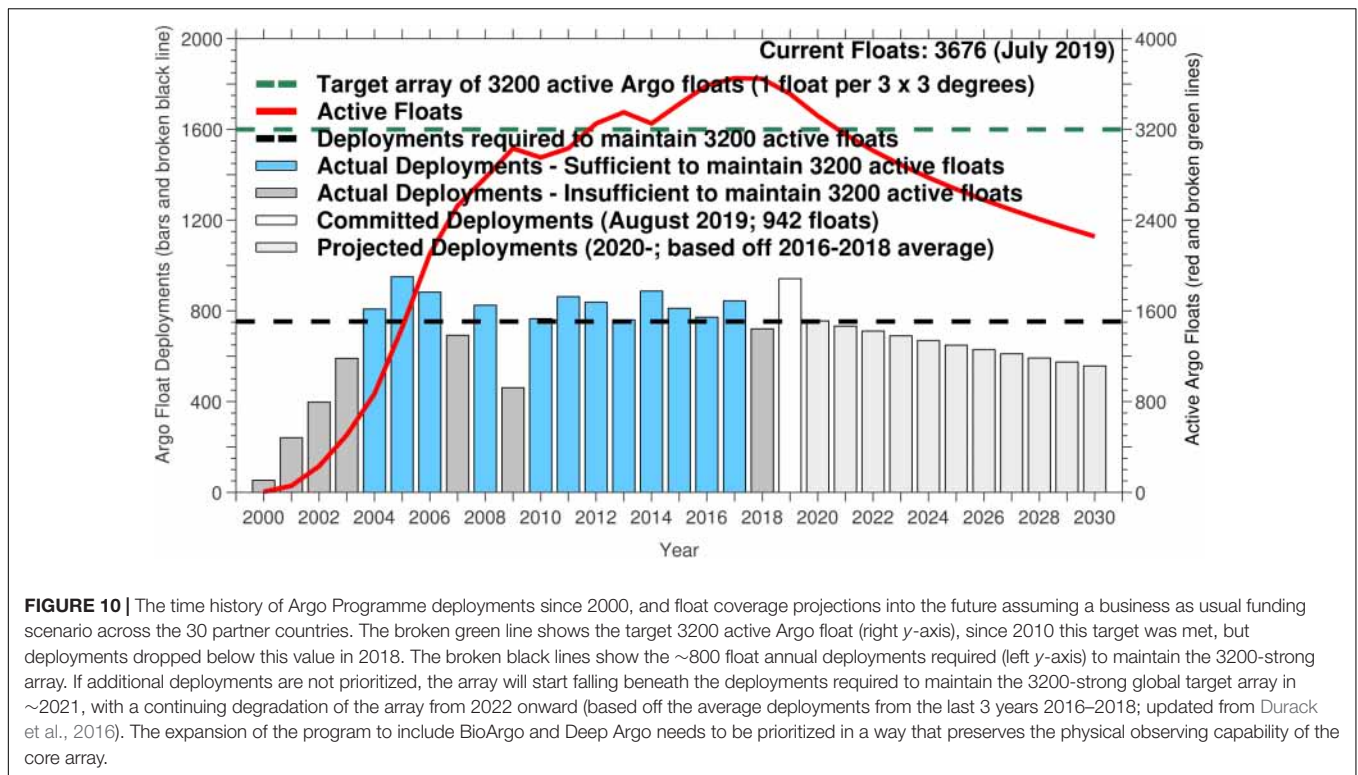 Argo Float Deployments (bars and broken black line)
2000
1600
1200
800
400
0
Current Floats: 3676 (July 2019)
Target array of 3200 active Argo floats (1 float per 3 x 3 degrees)
Active Floats
Deployments required to maintain 3200 active floats
Actual Deployments - Sufficient to maintain 3200 active floats
Actual Deployments - Insufficient to maintain 3200 active floats
Committed Deployments (August 2019; 942 floats)
Projected Deployments (2020-; based off 2016-2018 average)
4000
3200
2400
1600
800
0
Active Argo Floats (red and broken green lines)
2000 2002 2004 2006 2008 2010 2012 2014 2016 2018 2020 2022 2024 2026 2028 2030
Year
FIGURE 10 | The time history of Argo Programme deployments since 2000, and float coverage projections into the future assuming a business as usual funding
scenario across the 30 partner countries. The broken green line shows the target 3200 active Argo float (right y-axis), since 2010 this target was met, but
deployments dropped below this value in 2018. The broken black lines show the ~800 float annual deployments required (left y-axis) to maintain the 3200-strong
array. If additional deployments are not prioritized, the array will start falling beneath the deployments required to maintain the 3200-strong global target array in
~2021, with a continuing degradation of the array from 2022 onward (based off the average deployments from the last 3 years 2016–2018; updated from Durack
et al., 2016). The expansion of the program to include BioArgo and Deep Argo needs to be prioritized in a way that preserves the physical observing capability of the
core array.